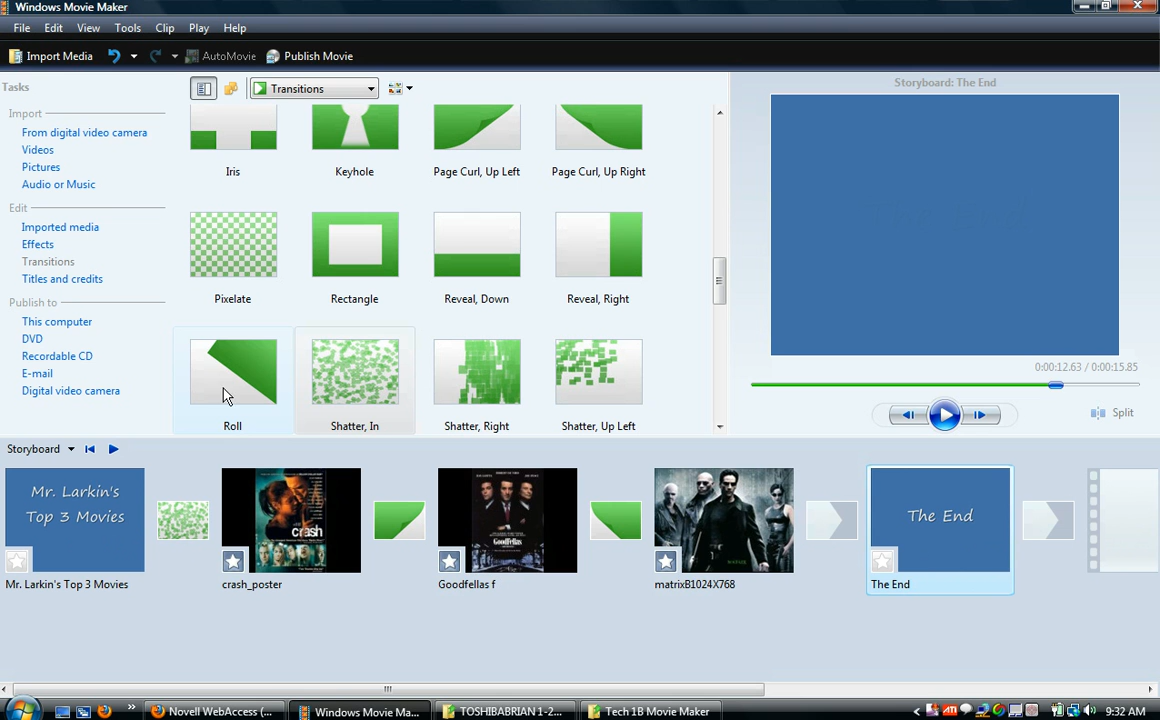 Windows Movie Maker
File Edit View Tools Clip Play Help
Import Media AutoMovie Publish Movie
Tasks
Import
From digital video camera
Videos
Pictures
Audio or Music
Edit
Imported media
Effects
Transitions
Titles and credits
Publish to
This computer
DVD
Recordable CD
E-mail
Digital video camera
Transitions
Iris Keyhole Page Curl, Up Left Page Curl, Up Right
Pixelate Rectangle Reveal, Down Reveal, Right
Roll Shatter, In Shatter, Right Shatter, Up Left
Storyboard: The End
0:00:12.63 / 0:00:15.85
Split
Storyboard
Mr. Larkin's
Top 3 Movies
crash
Goodfellas
The End
Mr. Larkin's Top 3 Movies crash_poster Goodfellas f matrixB1024X768 The End
Novell WebAccess (... Windows Movie Ma... TOSHIBABRIAN 1-2... Tech 1B Movie Maker 9:32 AM